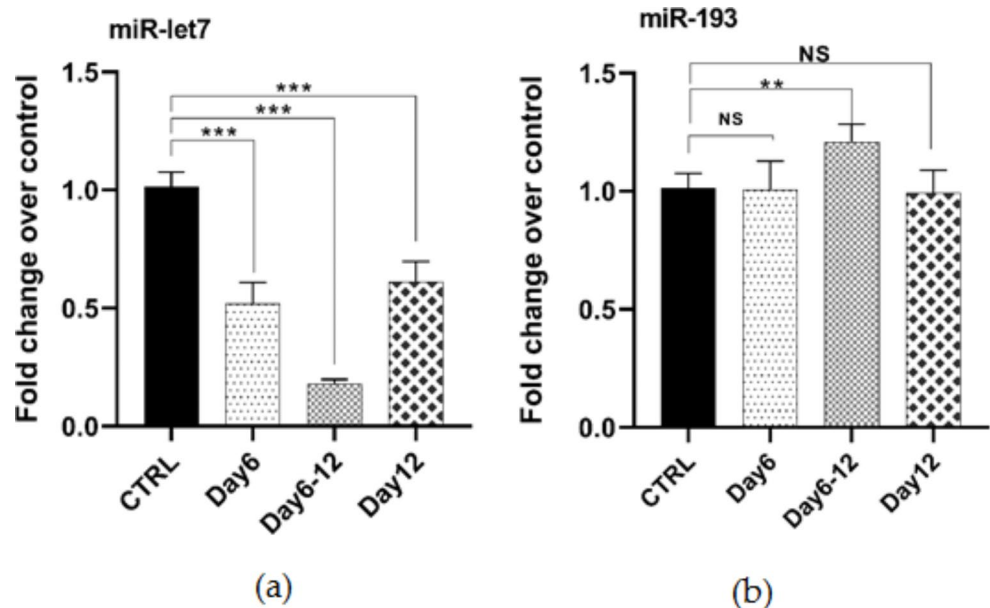 miR-let7
Fold change over control
1.5
1.0
0.5
0.0
***
***
***
CTRL
Day6
Day6-12
Day12
(a)
miR-193
Fold change over control
1.5
1.0
0.5
0.0
NS
**
NS
CTRL
Day6
Day6-12
Day12
(b)